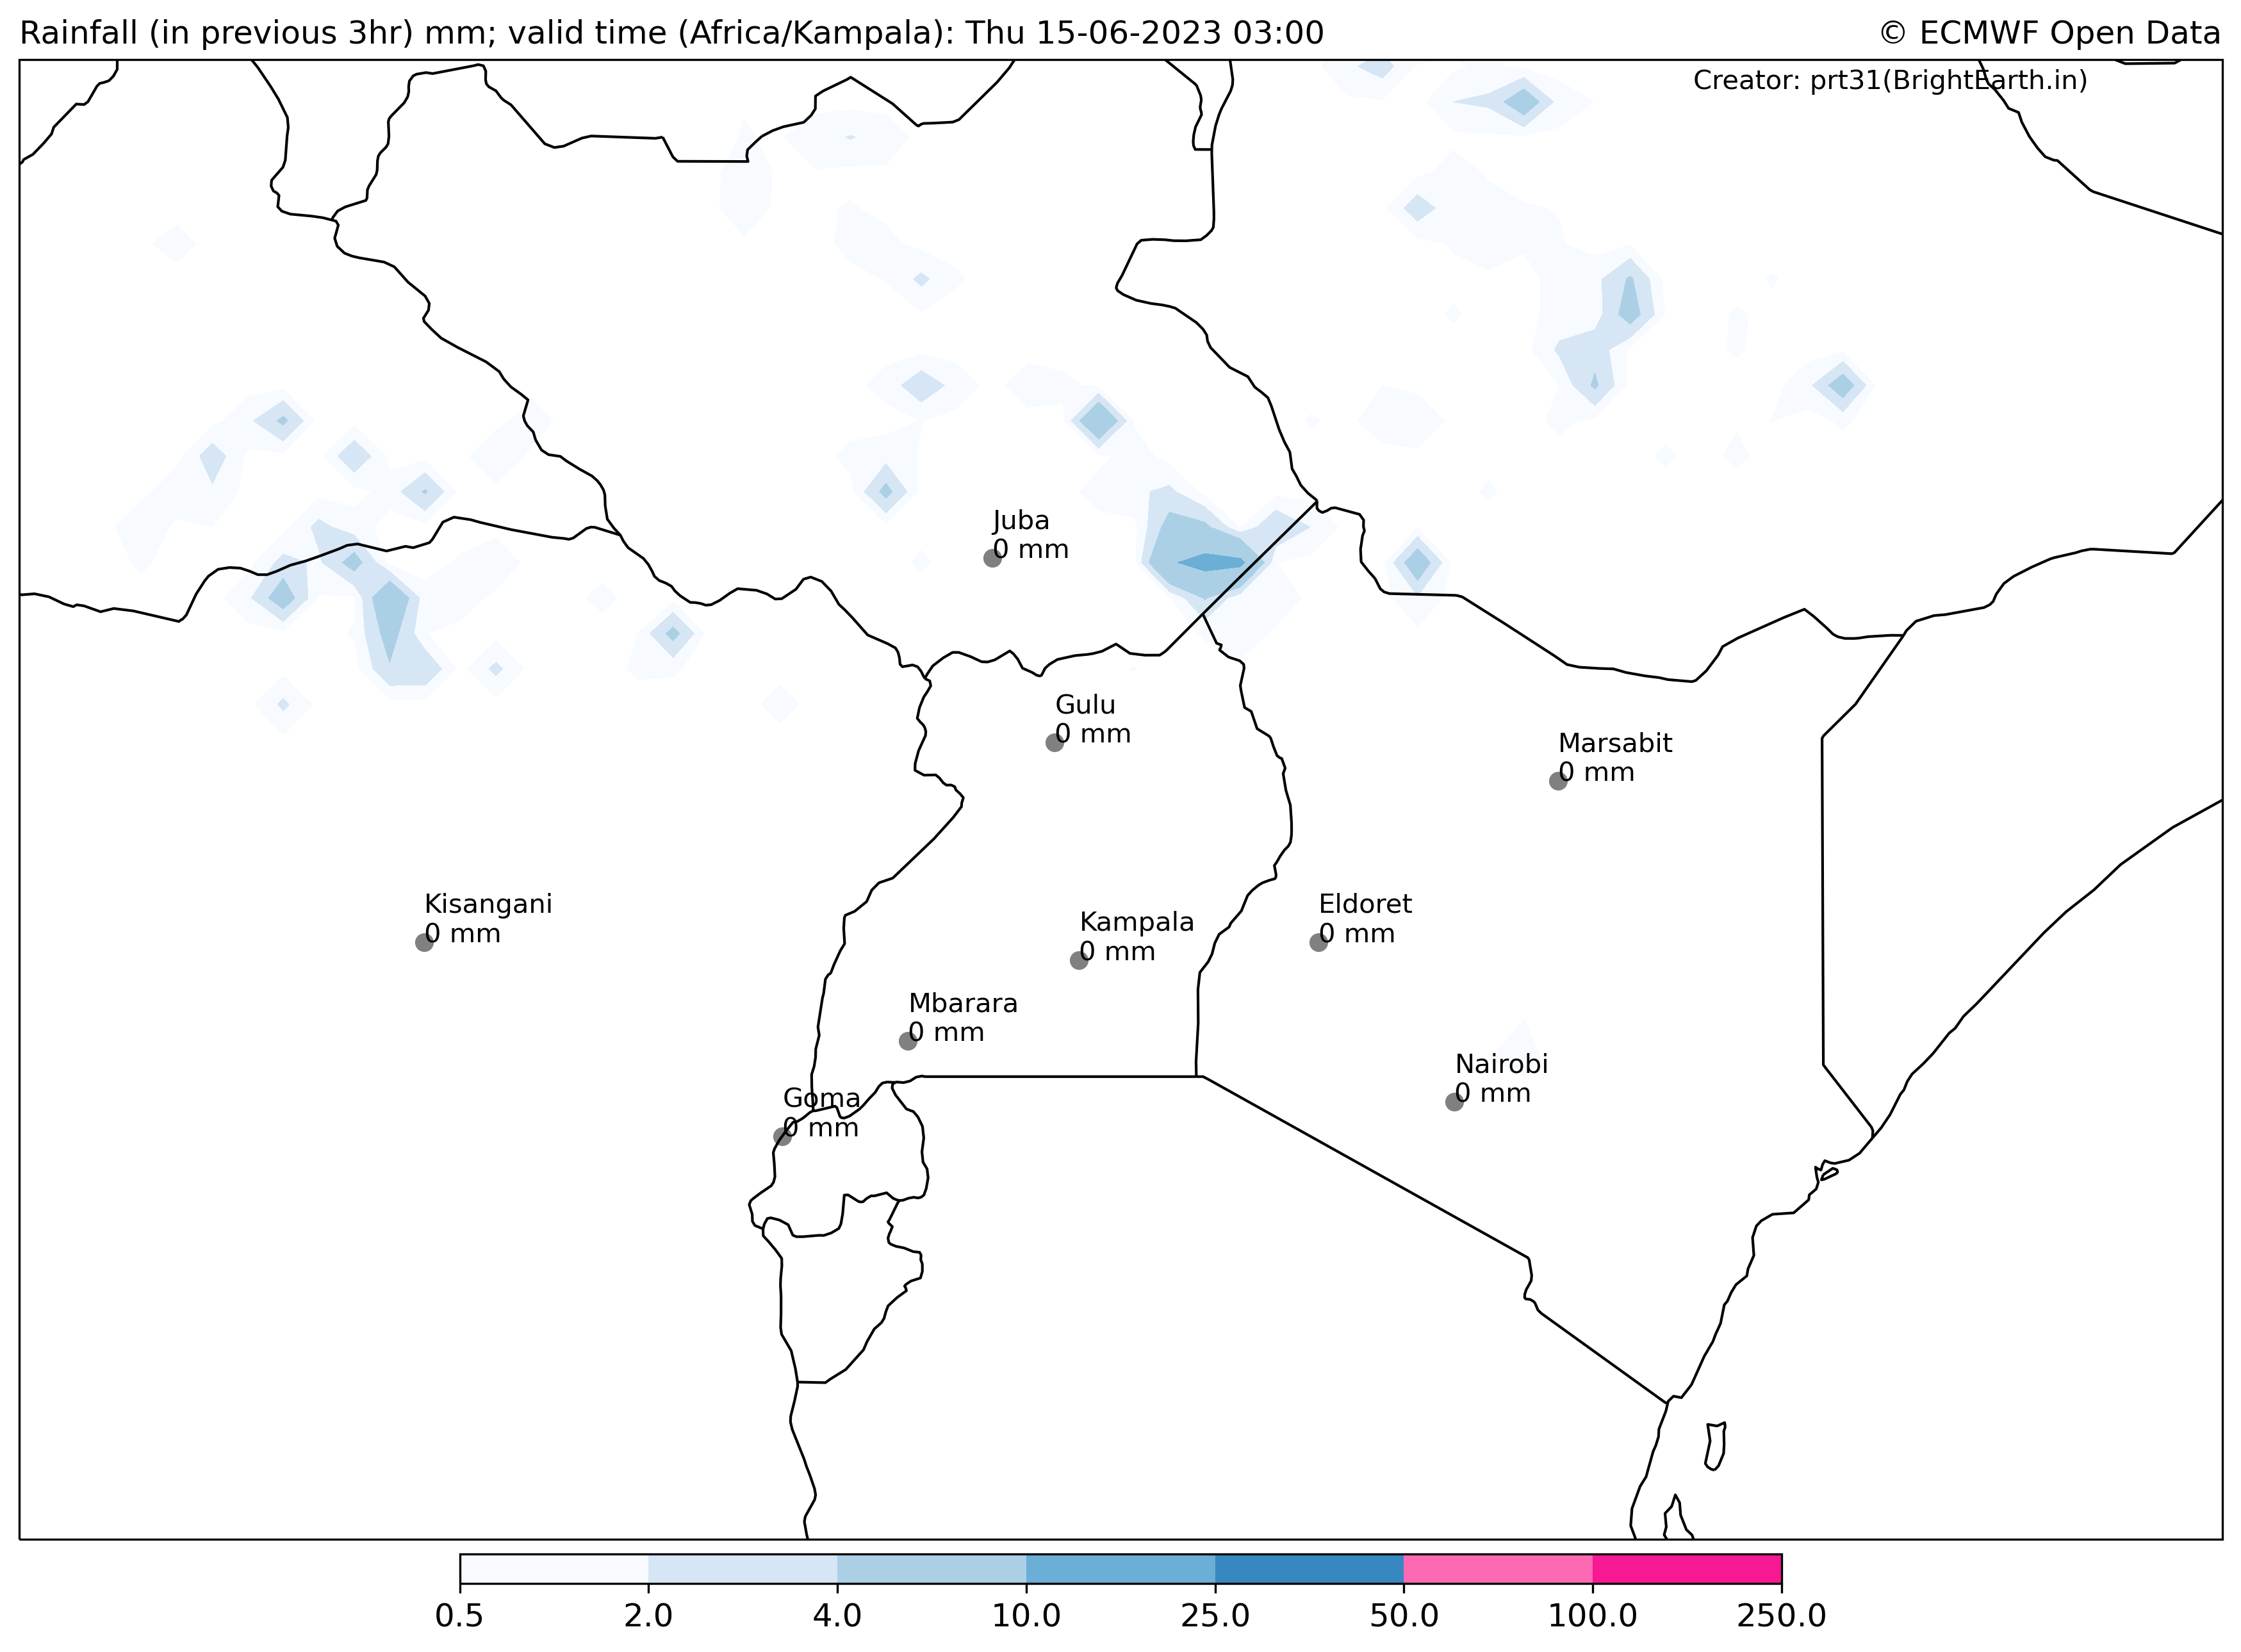 Rainfall (in previous 3hr) mm; valid time (Africa/Kampala): Thu 15-06-2023 03:00
© ECMWF Open Data
Creator: prt31(BrightEarth.in)
Juba
0 mm
Gulu
0 mm
Marsabit
0 mm
Kisangani
0 mm
Kampala
0 mm
Eldoret
0 mm
Mbarara
0 mm
Nairobi
0 mm
Goma
0 mm
0.5 2.0 4.0 10.0 25.0 50.0 100.0 250.0